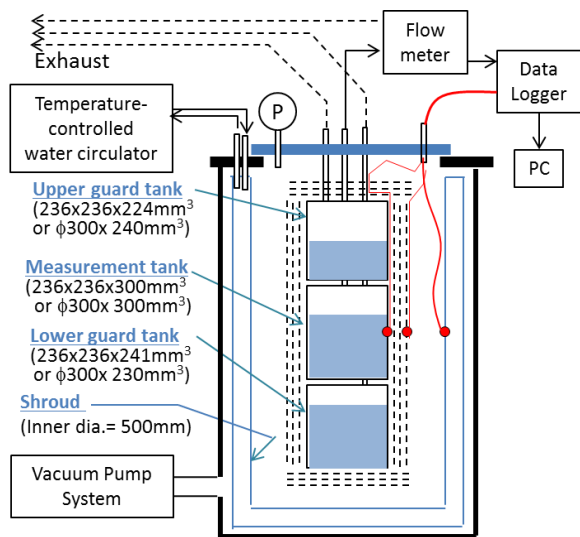 Exhaust
Flow
meter
Data
Logger
PC
Temperature-
controlled
water circulator
P
Upper guard tank
(236x236x224mm³
or ϕ300x 240mm³)
Measurement tank
(236x236x300mm³
or ϕ300x 300mm³)
Lower guard tank
(236x236x241mm³
or ϕ300x 230mm³)
Shroud
(Inner dia.= 500mm)
Vacuum Pump
System